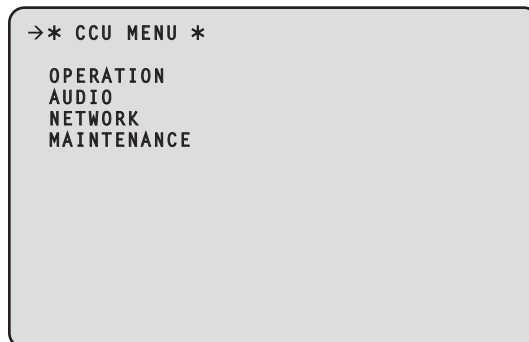 →* CCU MENU *
OPERATION
AUDIO
NETWORK
MAINTENANCE